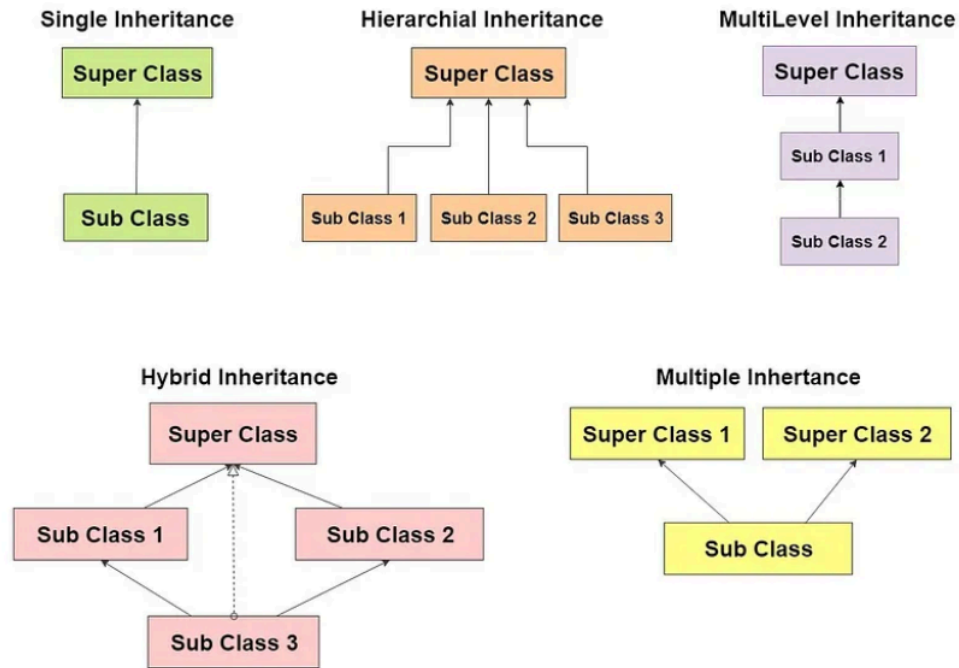 Single Inheritance
Hierarchial Inheritance
MultiLevel Inheritance
Super Class
Super Class
Super Class
Sub Class 1
Sub Class
Sub Class 1
Sub Class 2
Sub Class 3
Sub Class 2
Hybrid Inheritance
Multiple Inhertance
Super Class
Super Class 1
Super Class 2
Sub Class 1
Sub Class 2
Sub Class
Sub Class 3